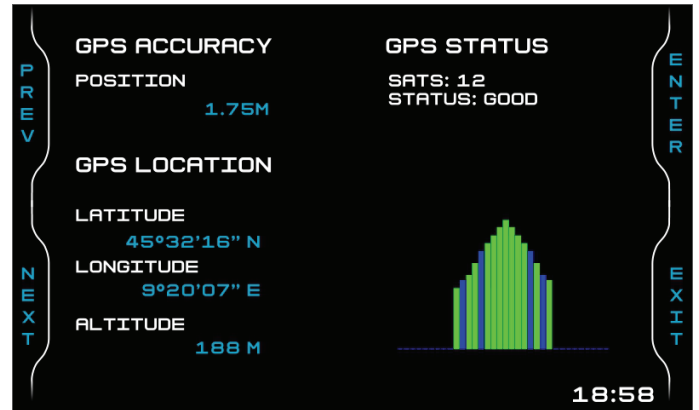 GPS ACCURACY
POSITION
1.75M
GPS STATUS
SATS: 12
STATUS: GOOD
GPS LOCATION
LATITUDE
45°32'16" N
LONGITUDE
9°20'07" E
ALTITUDE
188 M
PREV
NEXT
ENTER
EXIT
18:58